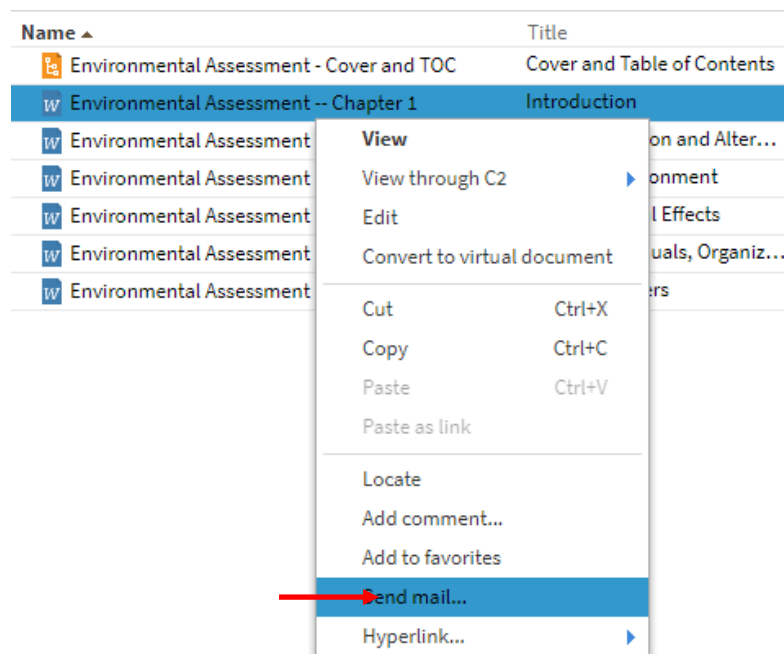 Name Title
Environmental Assessment - Cover and TOC Cover and Table of Contents
Environmental Assessment -- Chapter 1 Introduction
Environmental Assessment on and Alter...
Environmental Assessment onment
Environmental Assessment l Effects
Environmental Assessment uals, Organiz...
Environmental Assessment ers
View
View through C2
Edit
Convert to virtual document
Cut Ctrl+X
Copy Ctrl+C
Paste Ctrl+V
Paste as link
Locate
Add comment...
Add to favorites
Send mail...
Hyperlink...